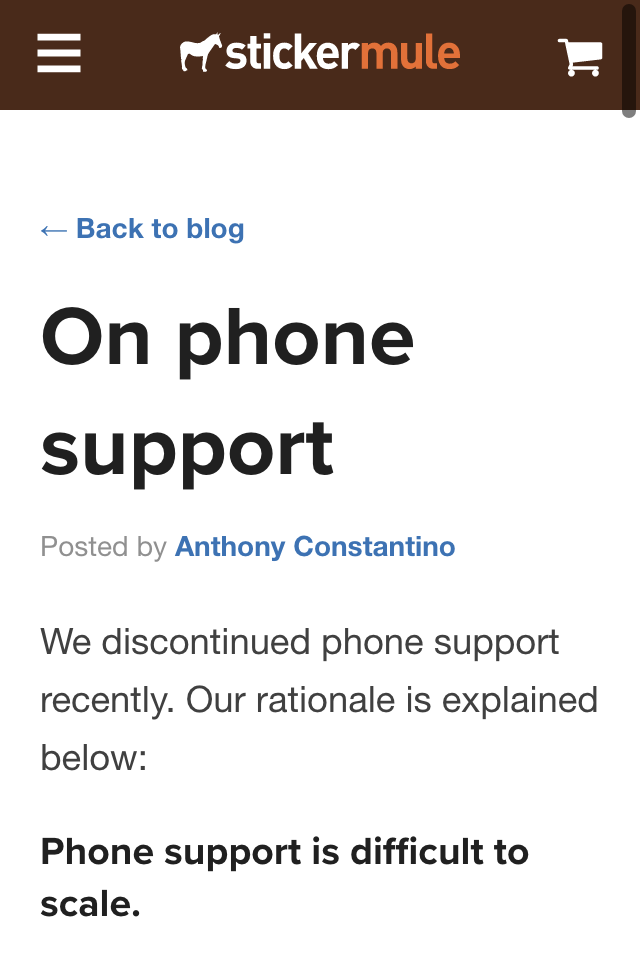 stickermule
← Back to blog
On phone
support
Posted by Anthony Constantino
We discontinued phone support
recently. Our rationale is explained
below:
Phone support is difficult to
scale.